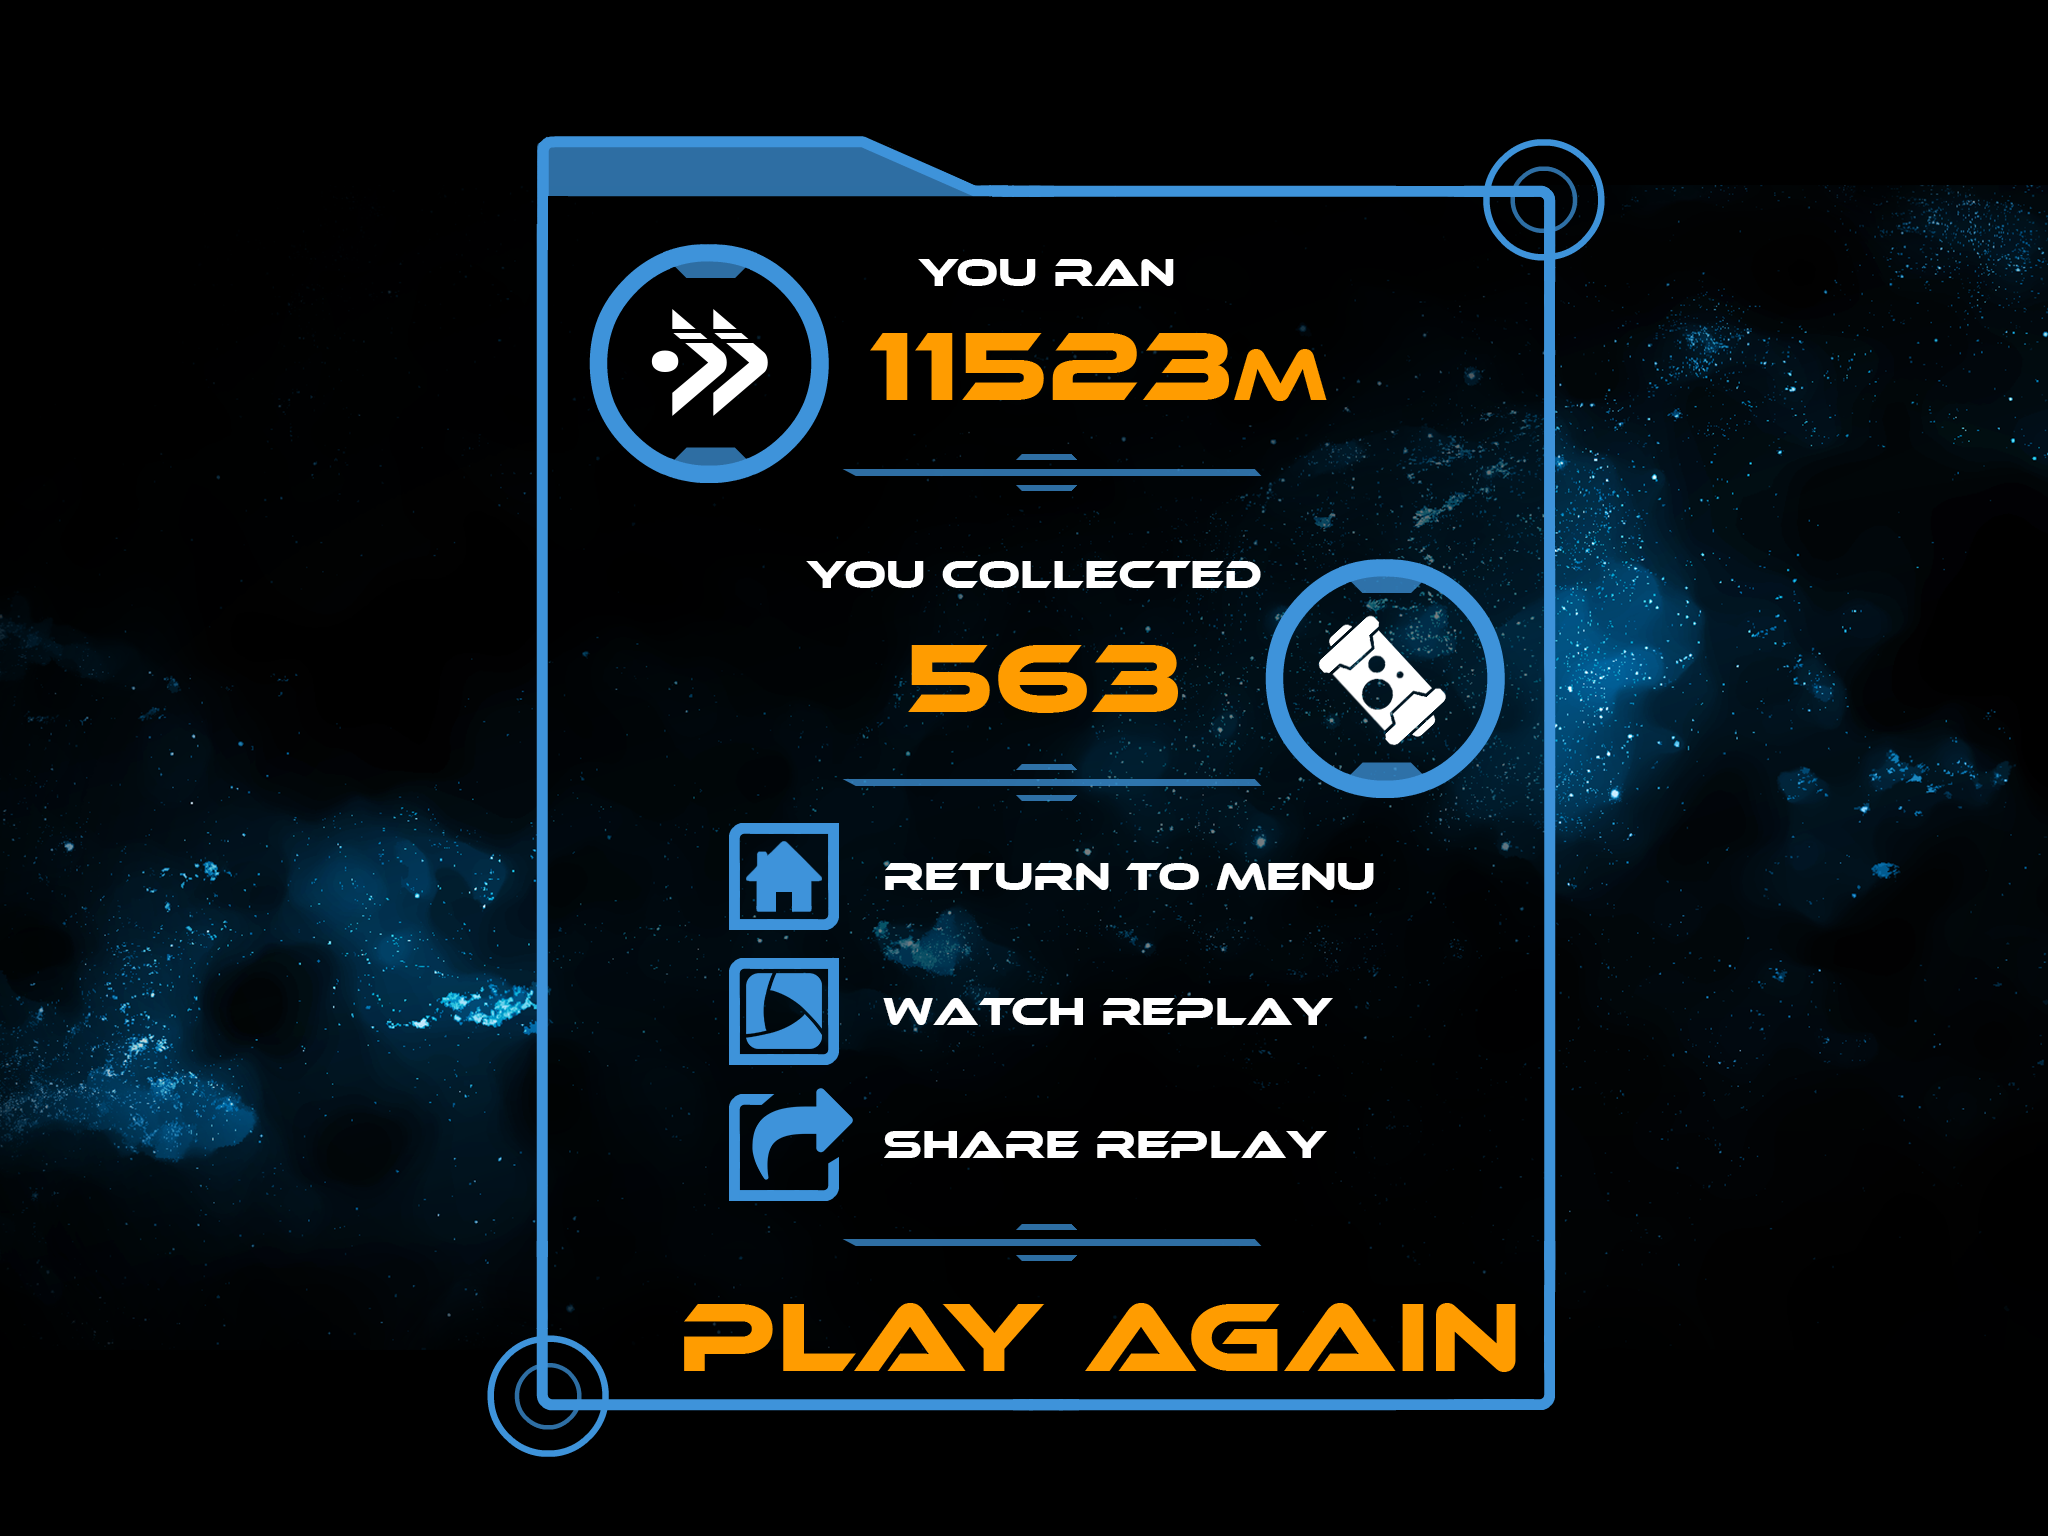 YOU RAN
11523M
YOU COLLECTED
563
RETURN TO MENU
WATCH REPLAY
SHARE REPLAY
PLAY AGAIN